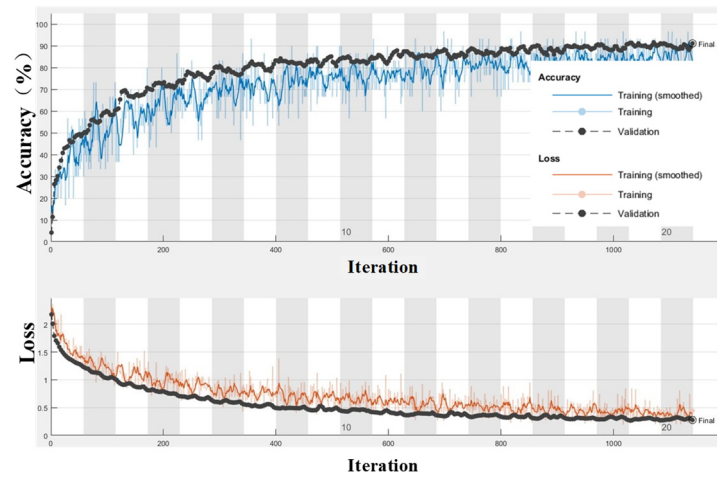 100
90
80
70
60
50
40
30
20
10
0
Accuracy（%）
Final
Accuracy
Training (smoothed)
Training
Validation
Loss
Training (smoothed)
Training
Validation
10
20
0
200
400
600
800
1000
Iteration
2
1.5
1
0.5
0
Loss
Final
10
20
0
200
400
600
800
1000
Iteration